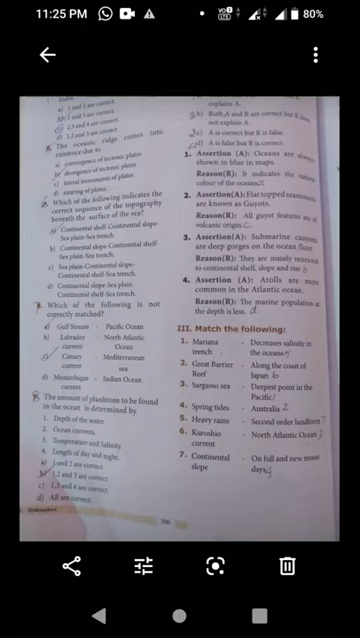 11:25 PM
80%
India
a) 1 and 2 are correct
b) 1 and 3 are correct
c) 2,3 and 4 are correct.
d) 1,2 and 3 are correct
The oceanic ridge comes into
existence due to
a) convergence of tectonic plates.
b) divergence of tectonic plates
c) lateral movements of plates
d) shearing of plates.
Which of the following indicates the
correct sequence of the topography
beneath the surface of the sea?
a) Continental shelf-Continental slope-
Sea plain-Sea trench.
b) Continental slope-Continental shelf-
Sea plain-Sea trench.
c) Sea plain-Continental slope-
Continental shelf-Sea trench.
d) Continental slope-Sea plain-
Continental shelf-Sea trench
Which of the following is not
correctly matched?
a) Gulf Stream - Pacific Ocean
b) Labrador - North Atlantic
current Ocean
c) Canary - Mediterranean
current sea
d) Mozambque - Indian Ocean.
current
8. The amount of planktons to be found
in the ocean is determined by
1. Depth of the water.
2. Ocean currents.
3. Temperature and Salinity.
4. Length of day and night.
a) 1 and 2 are correct
b) 1,2 and 3 are correct
c) 1,3 and 4 are correct
d) All are correct.
Hydrosphere
200
explains A.
b) Both A and R are correct but R does
not explain A.
c) A is correct but R is false.
d) A is false but R is correct
1. Assertion (A): Oceans are always
shown in blue in maps.
Reason(R): It indicates the natural
colour of the oceans.
2. Assertion (A): Flat topped seamounts
are known as Guyots.
Reason(R): All guyot features are of
volcanic origin.
3. Assertion(A): Submarine canyons
are deep gorges on the ocean floor.
Reason(R): They are mainly restricted
to continental shelf, slope and rise
4. Assertion (A): Atolls are more
common in the Atlantic ocean.
Reason(R): The marine population at
the depth is less. a
III. Match the following:
1. Mariana - Decreases salinity in
trench the oceans 5
2. Great Barrier - Along the coast of
Reef Japan 6
3. Sargasso sea - Deepest point in the
Pacific 1
4. Spring tides - Australia 2
5. Heavy rains - Second order landform 7
6. Kuroshio - North Atlantic Ocean 3
current
7. Continental - On full and new moon
slope days 4